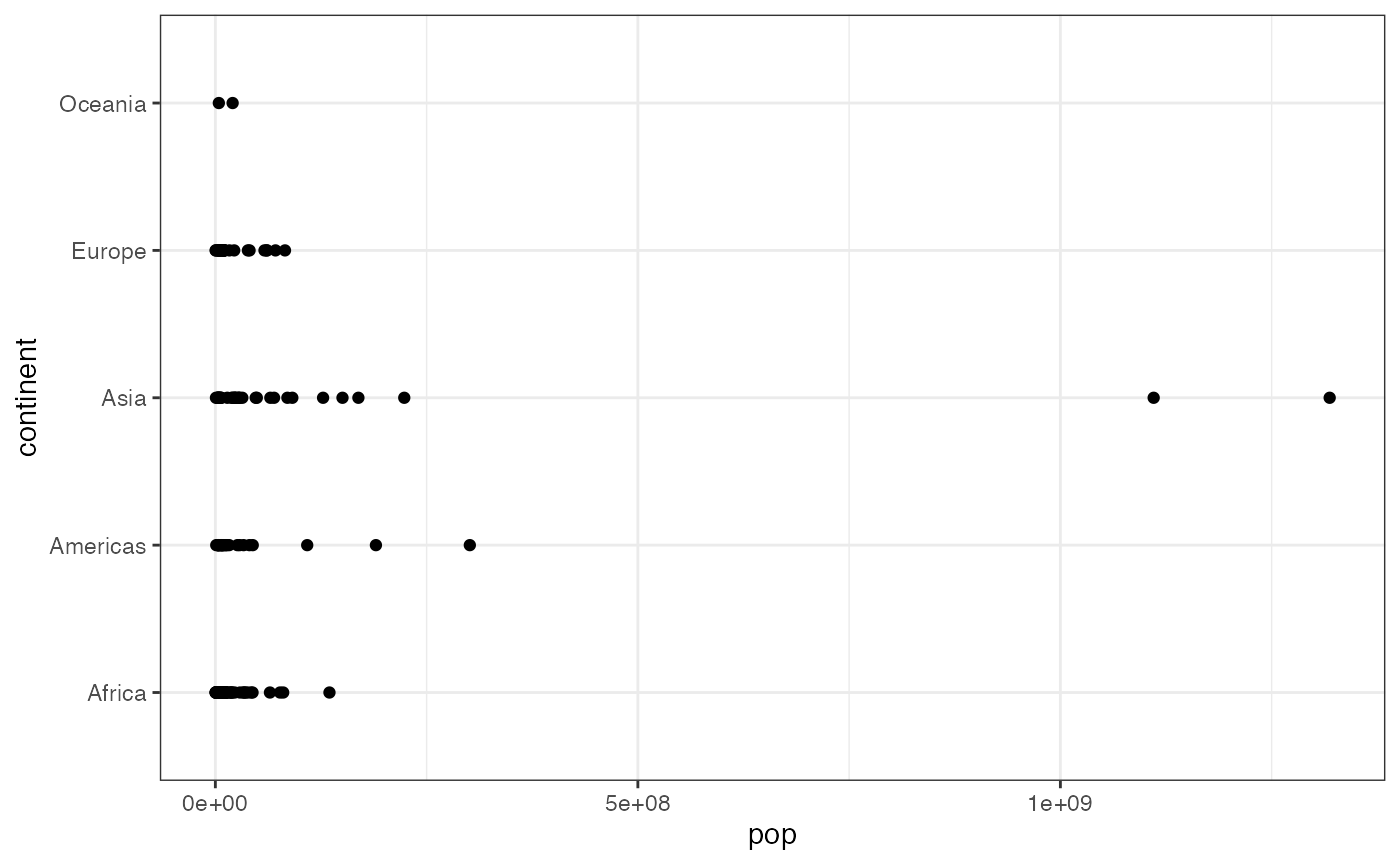 Oceania
Europe
Asia
Americas
Africa
continent
0e+00 5e+08 1e+09
pop